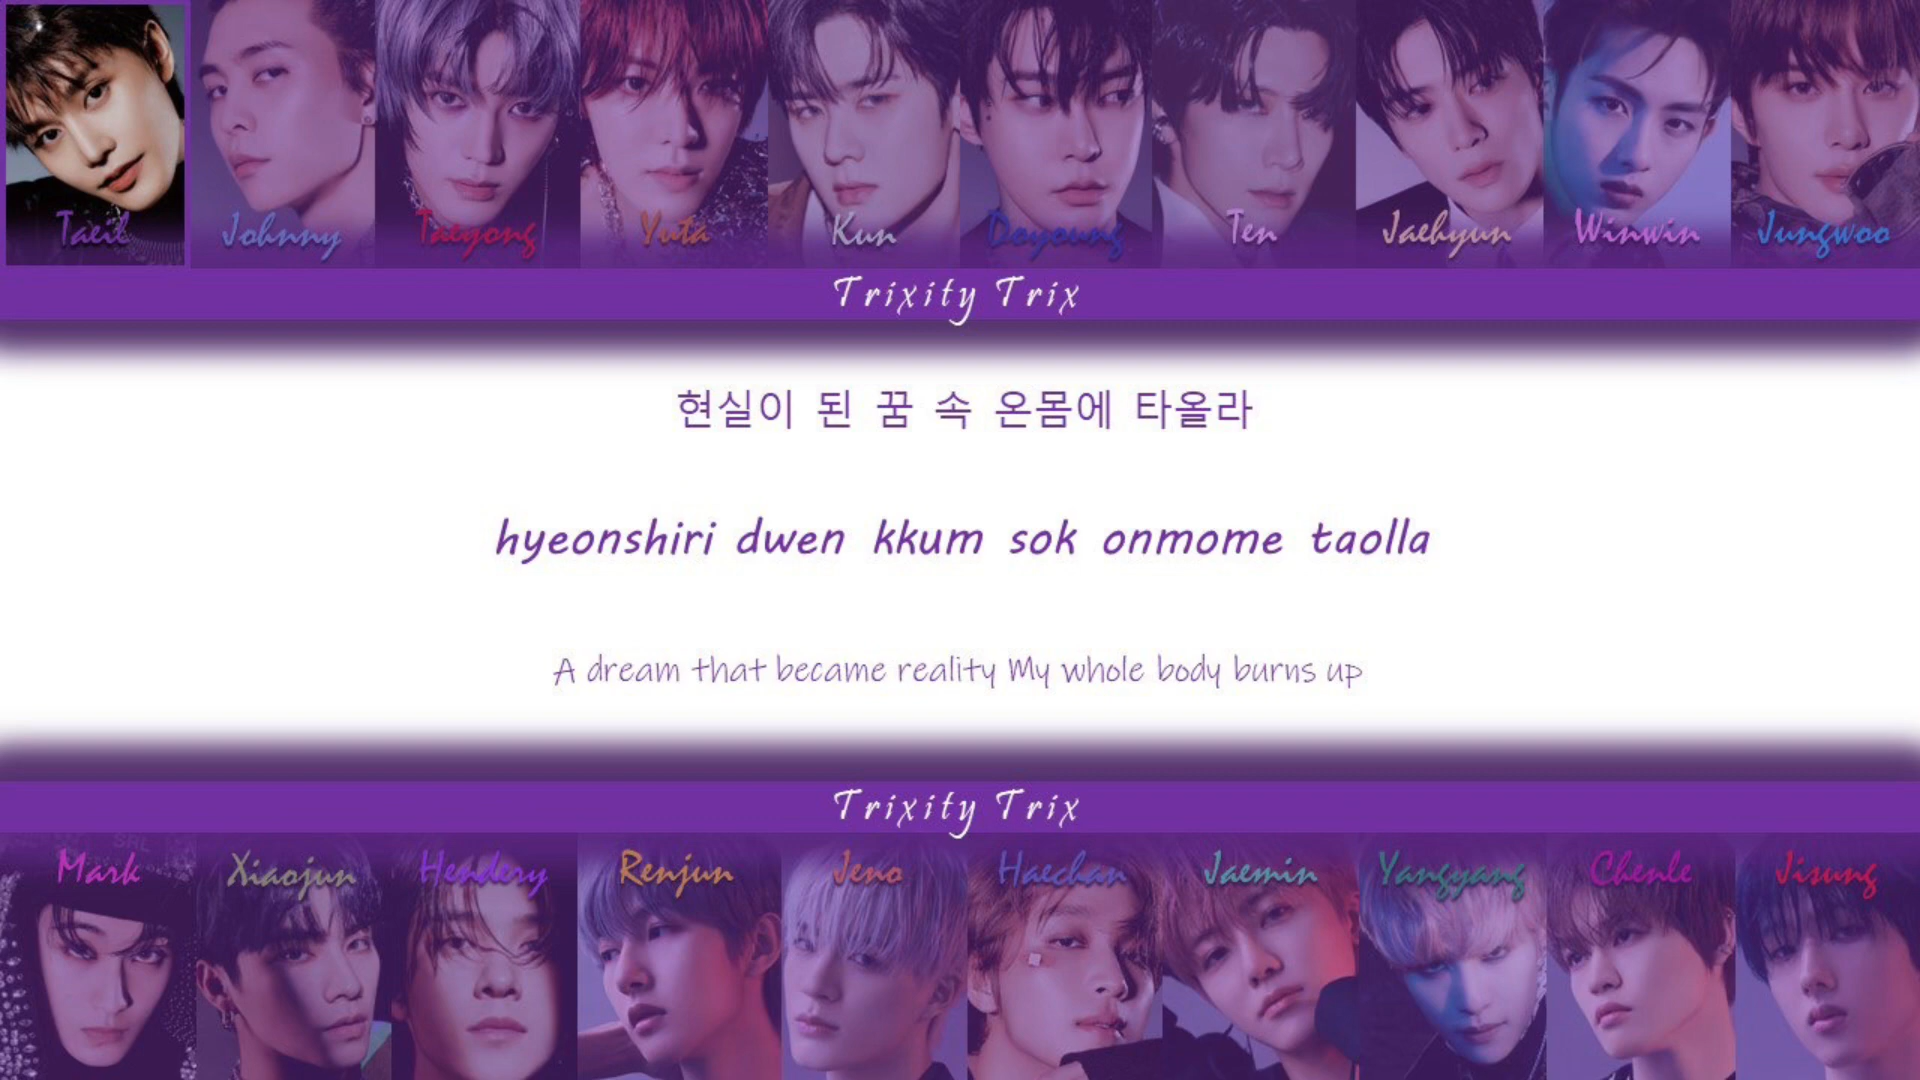 Taeil Johnny Taeyong Yuta Kun Doyoung Ten Jaehyun Winwin Jungwoo
Trixity Trix
현실이 된 꿈 속 온몸에 타올라
hyeonshiri dwen kkum sok onmome taolla
A dream that became reality My whole body burns up
Trixity Trix
Mark Xiaojun Hendery Renjun Jeno Haechan Jaemin Yangyang Chenle Jisung